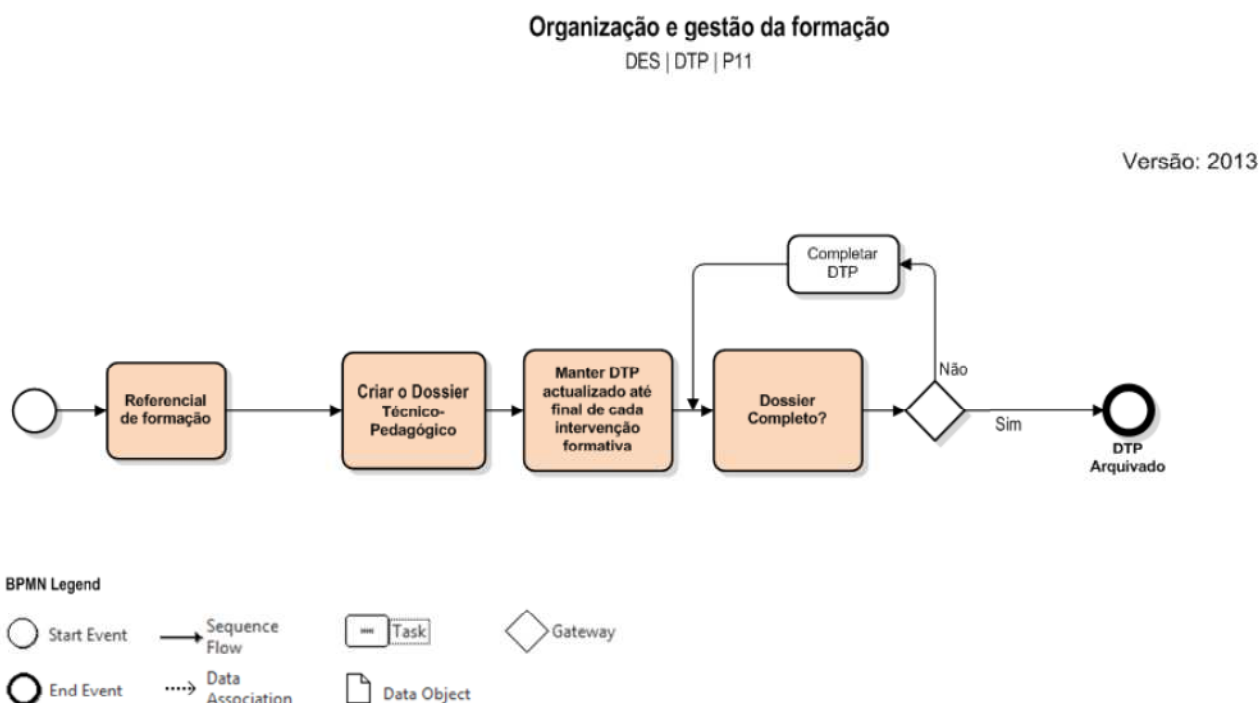 Organização e gestão da formação
DES | DTP | P11
Versão: 2013
Completar
DTP
Referencial
de formação
Criar o Dossier
Técnico-
Pedagógico
Manter DTP
actualizado até
final de cada
intervenção
formativa
Dossier
Completo?
Não
Sim
DTP
Arquivado
BPMN Legend
Start Event
Sequence
Flow
Task
Gateway
End Event
Data
Association
Data Object